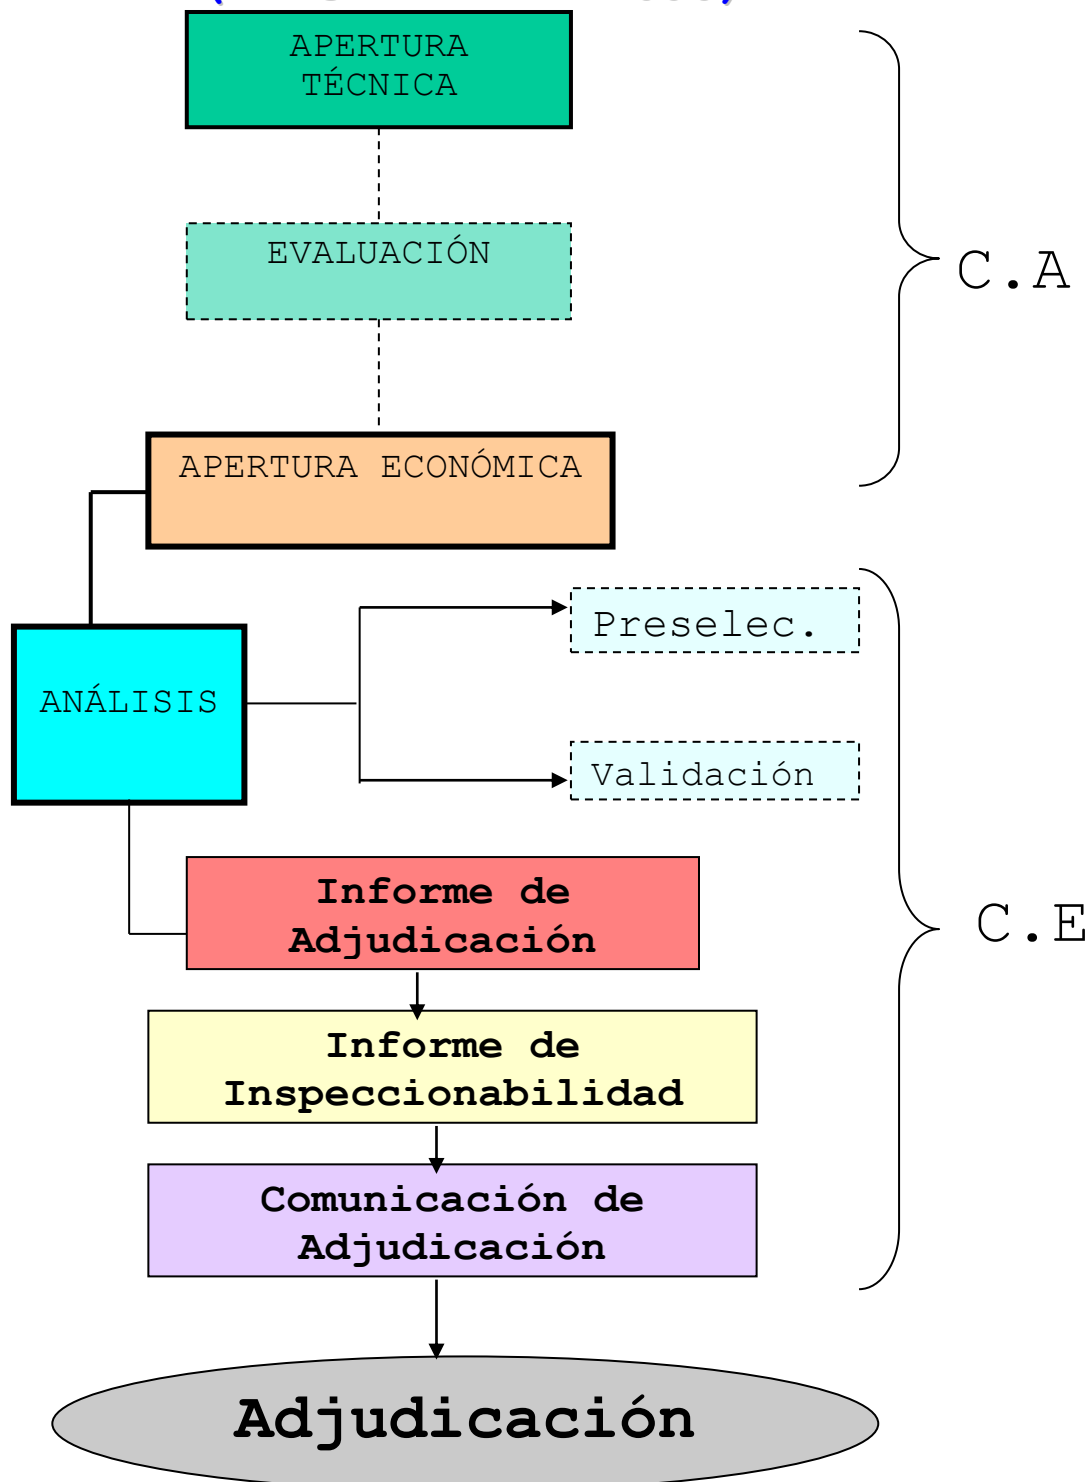 APERTURA
TÉCNICA
EVALUACIÓN
C.A
APERTURA ECONÓMICA
Preselec.
ANÁLISIS
Validación
Informe de
Adjudicación
C.E
Informe de
Inspeccionabilidad
Comunicación de
Adjudicación
Adjudicación